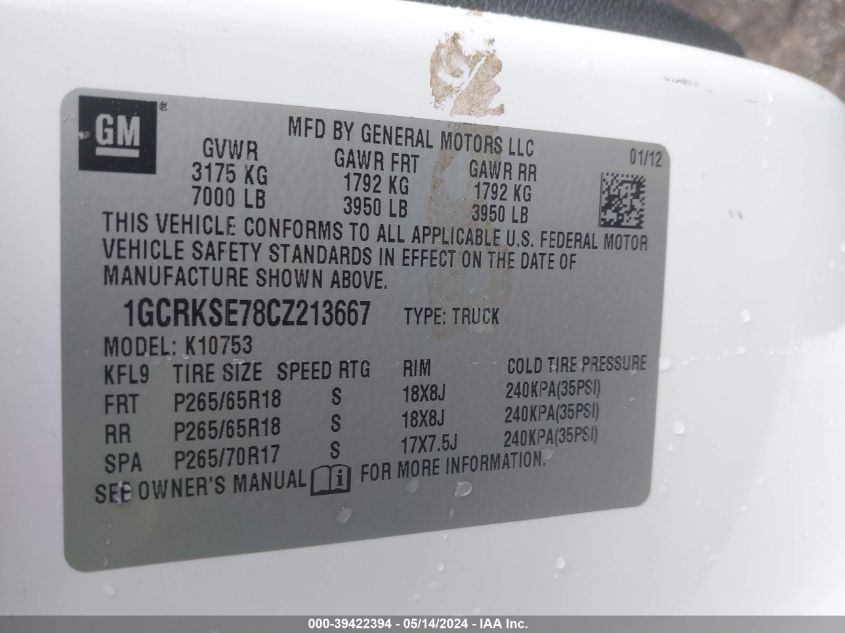 GM ®
MFD BY GENERAL MOTORS LLC
01/12
GVWR GAWR FRT GAWR RR
3175 KG 1792 KG 1792 KG
7000 LB 3950 LB 3950 LB
THIS VEHICLE CONFORMS TO ALL APPLICABLE U.S. FEDERAL MOTOR
VEHICLE SAFETY STANDARDS IN EFFECT ON THE DATE OF
MANUFACTURE SHOWN ABOVE.
1GCRKSE78CZ213667 TYPE: TRUCK
MODEL: K10753
KFL9 TIRE SIZE SPEED RTG RIM COLD TIRE PRESSURE
FRT P265/65R18 S 18X8J 240KPA(35PSI)
RR P265/65R18 S 18X8J 240KPA(35PSI)
SPA P265/70R17 S 17X7.5J 240KPA(35PSI)
SEE OWNER'S MANUAL i FOR MORE INFORMATION.
000-39422394 - 05/14/2024 - IAA Inc.